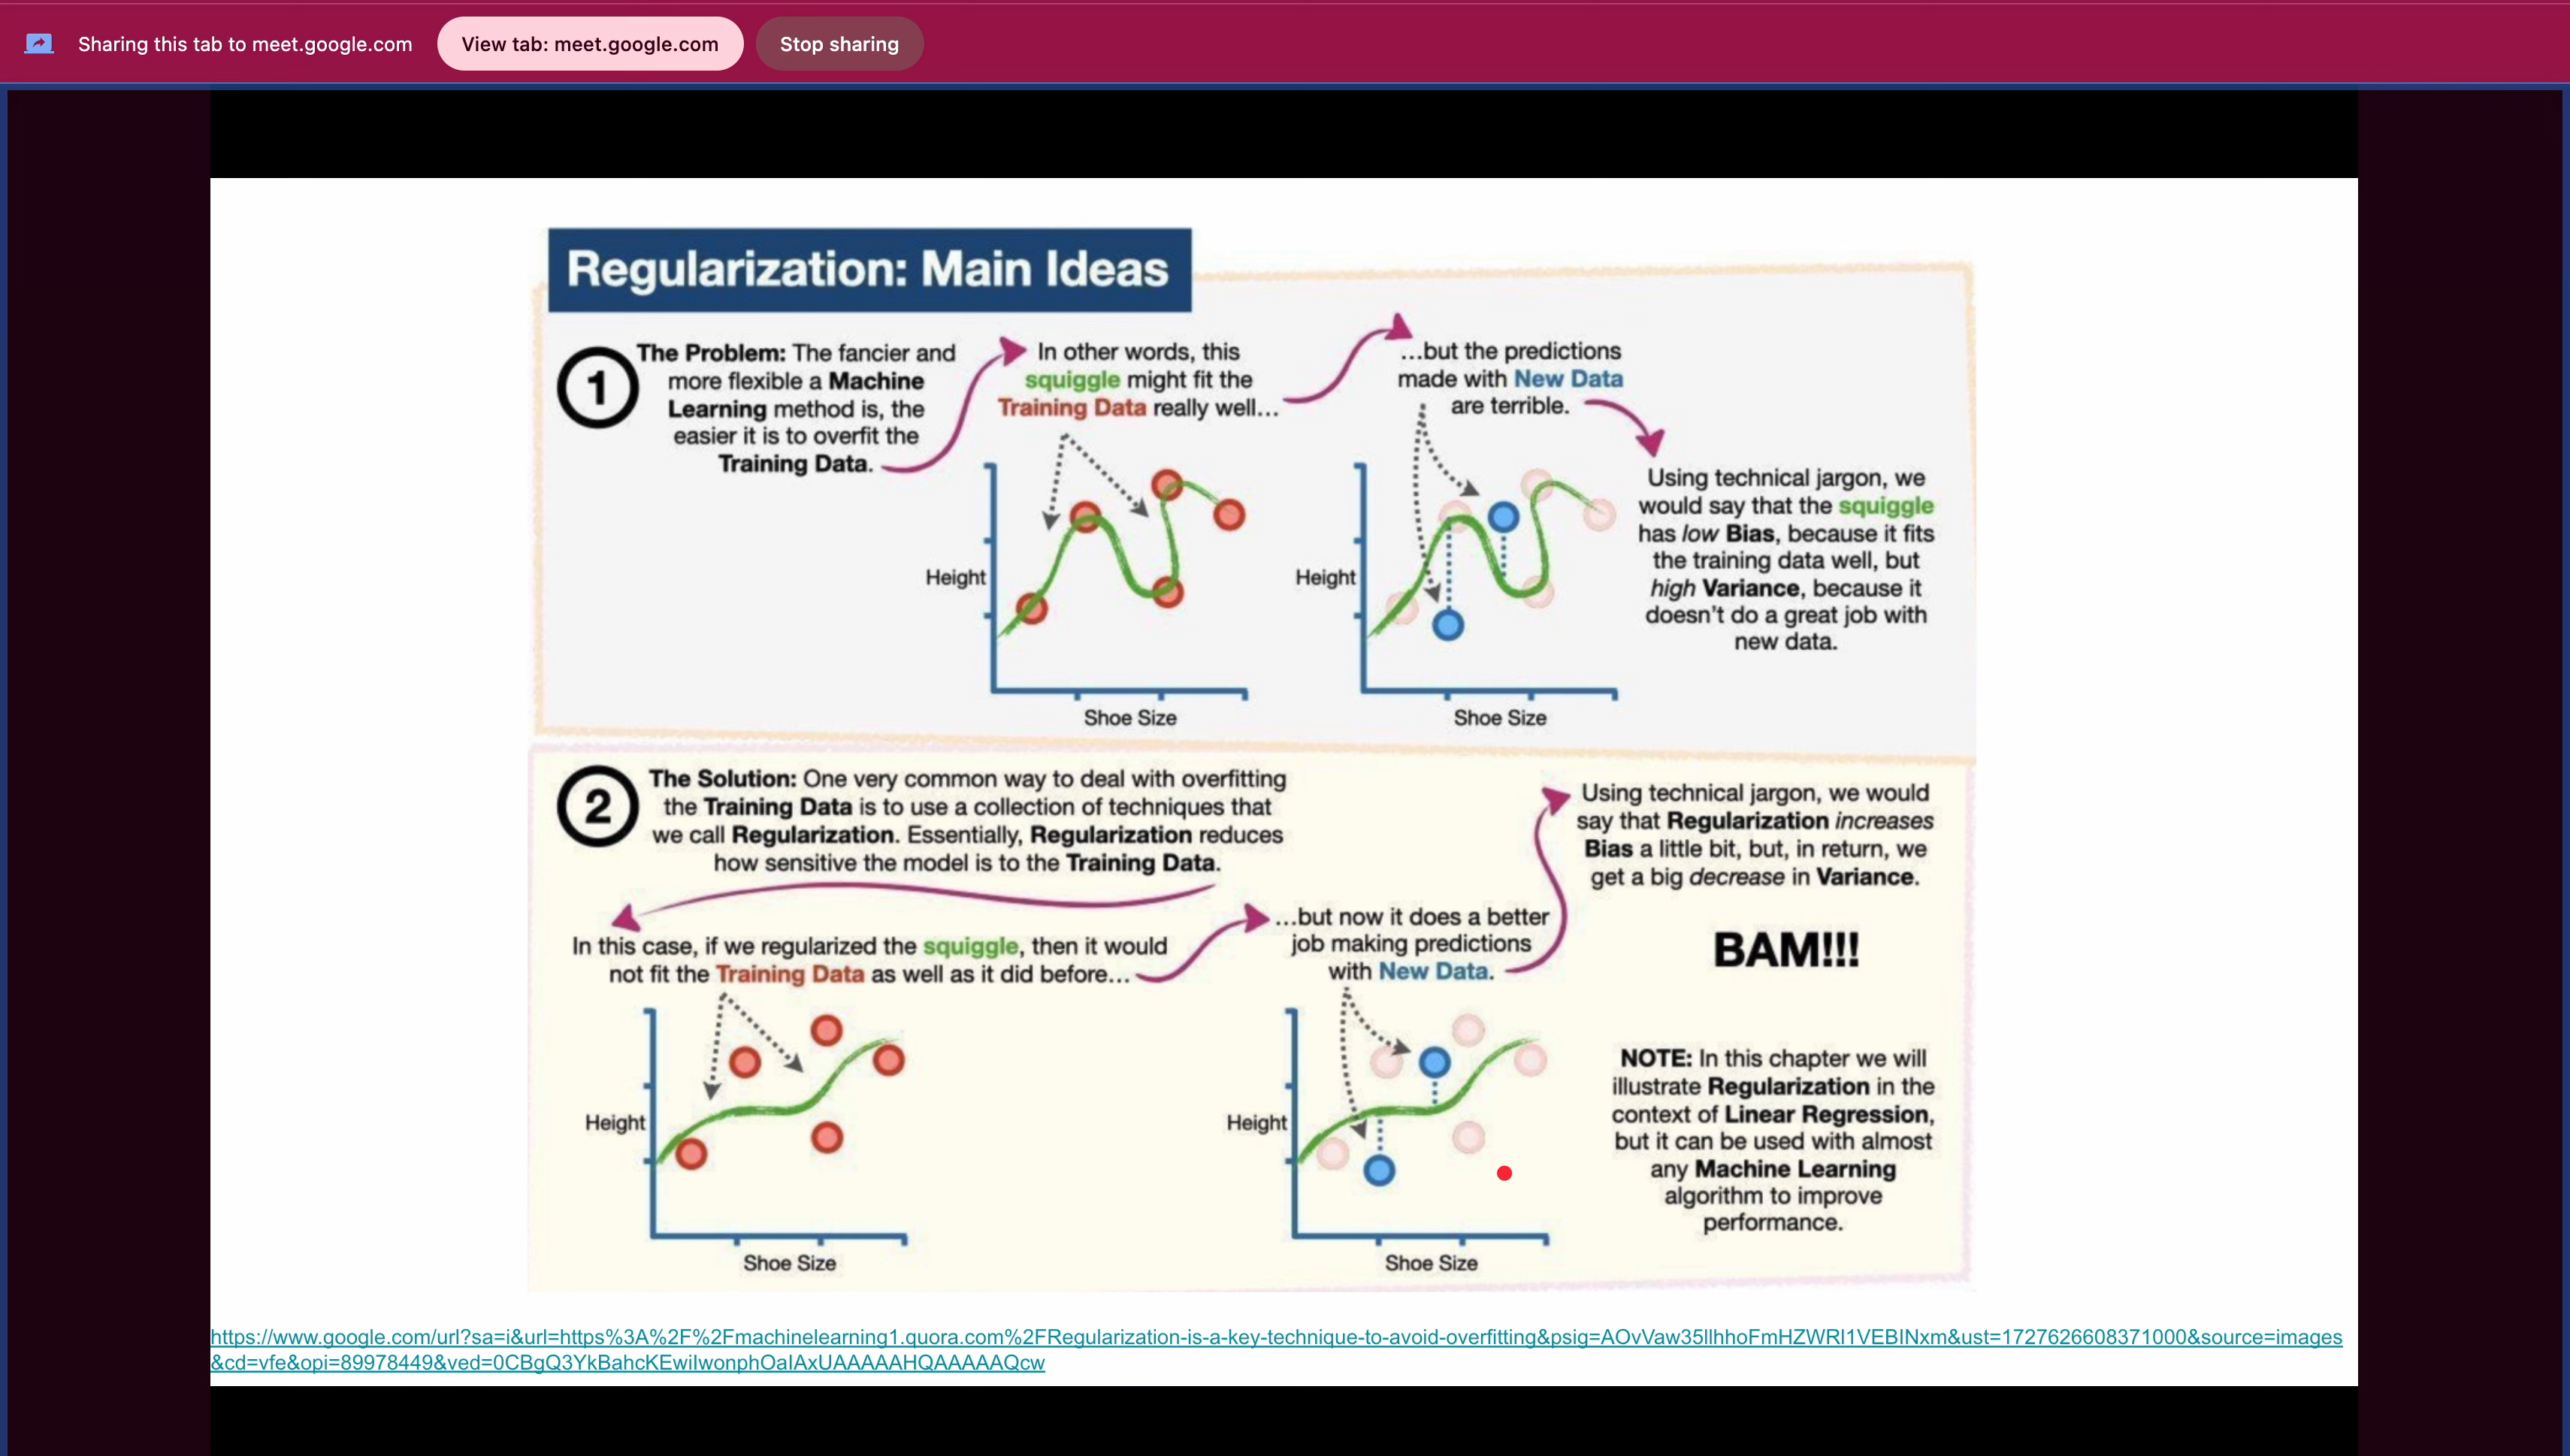 Sharing this tab to meet.google.com
View tab: meet.google.com
Stop sharing
Regularization: Main Ideas
1
The Problem: The fancier and
more flexible a Machine
Learning method is, the
easier it is to overfit the
Training Data.
In other words, this
squiggle might fit the
Training Data really well...
...but the predictions
made with New Data
are terrible.
Using technical jargon, we
would say that the squiggle
has low Bias, because it fits
the training data well, but
high Variance, because it
doesn't do a great job with
new data.
Height
Shoe Size
Height
Shoe Size
2
The Solution: One very common way to deal with overfitting
the Training Data is to use a collection of techniques that
we call Regularization. Essentially, Regularization reduces
how sensitive the model is to the Training Data.
In this case, if we regularized the squiggle, then it would
not fit the Training Data as well as it did before...
...but now it does a better
job making predictions
with New Data.
Using technical jargon, we would
say that Regularization increases
Bias a little bit, but, in return, we
get a big decrease in Variance.
BAM!!!
Height
Shoe Size
Height
Shoe Size
NOTE: In this chapter we will
illustrate Regularization in the
context of Linear Regression,
but it can be used with almost
any Machine Learning
algorithm to improve
performance.
https://www.google.com/url?sa=i&url=https%3A%2F%2Fmachinelearning1.quora.com%2FRegularization-is-a-key-technique-to-avoid-overfitting&psig=AOvVaw35llhhoFmHZWRl1VEBINxm&ust=1727626608371000&source=images
&cd=vfe&opi=89978449&ved=0CBgQ3YkBahcKEwiIwonphOaIAxUAAAAAHQAAAAAQcw